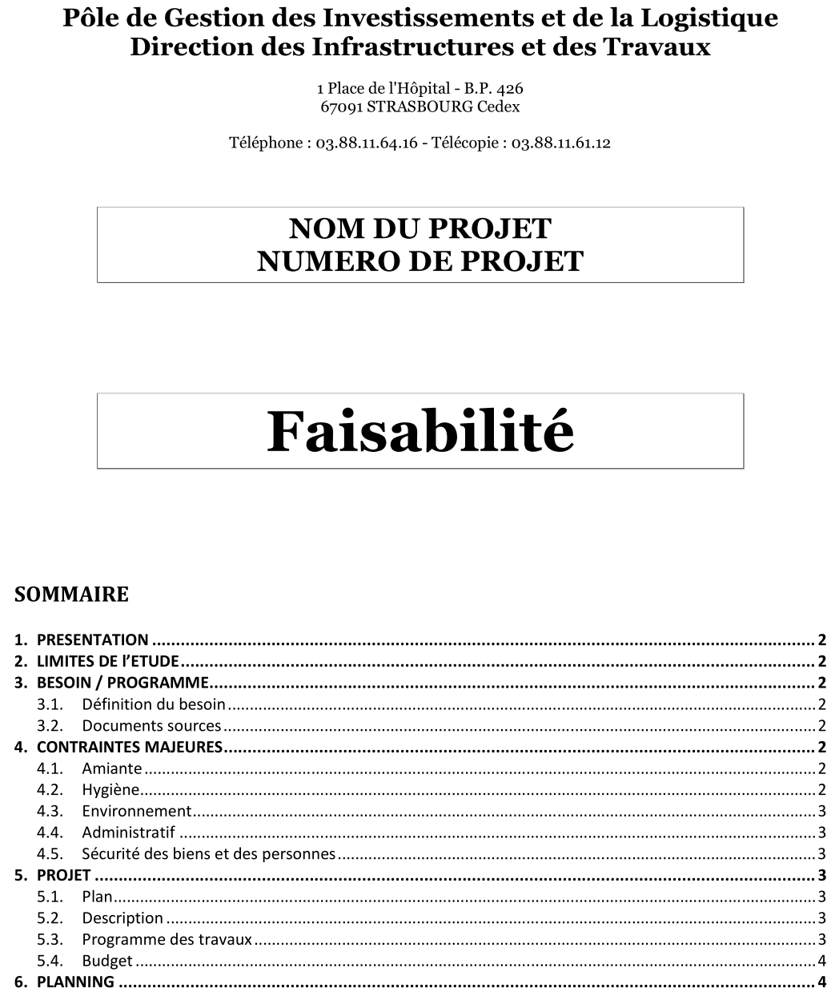 Pôle de Gestion des Investissements et de la Logistique
Direction des Infrastructures et des Travaux
1 Place de l'Hôpital - B.P. 426
67091 STRASBOURG Cedex
Téléphone : 03.88.11.64.16 - Télécopie : 03.88.11.61.12
NOM DU PROJET
NUMERO DE PROJET
Faisabilité
SOMMAIRE
1. PRESENTATION ........ 2
2. LIMITES DE l’ETUDE ........ 2
3. BESOIN / PROGRAMME ........ 2
3.1. Définition du besoin ........ 2
3.2. Documents sources ........ 2
4. CONTRAINTES MAJEURES ........ 2
4.1. Amiante ........ 2
4.2. Hygiène ........ 2
4.3. Environnement ........ 3
4.4. Administratif ........ 3
4.5. Sécurité des biens et des personnes ........ 3
5. PROJET ........ 3
5.1. Plan ........ 3
5.2. Description ........ 3
5.3. Programme des travaux ........ 3
5.4. Budget ........ 4
6. PLANNING ........ 4